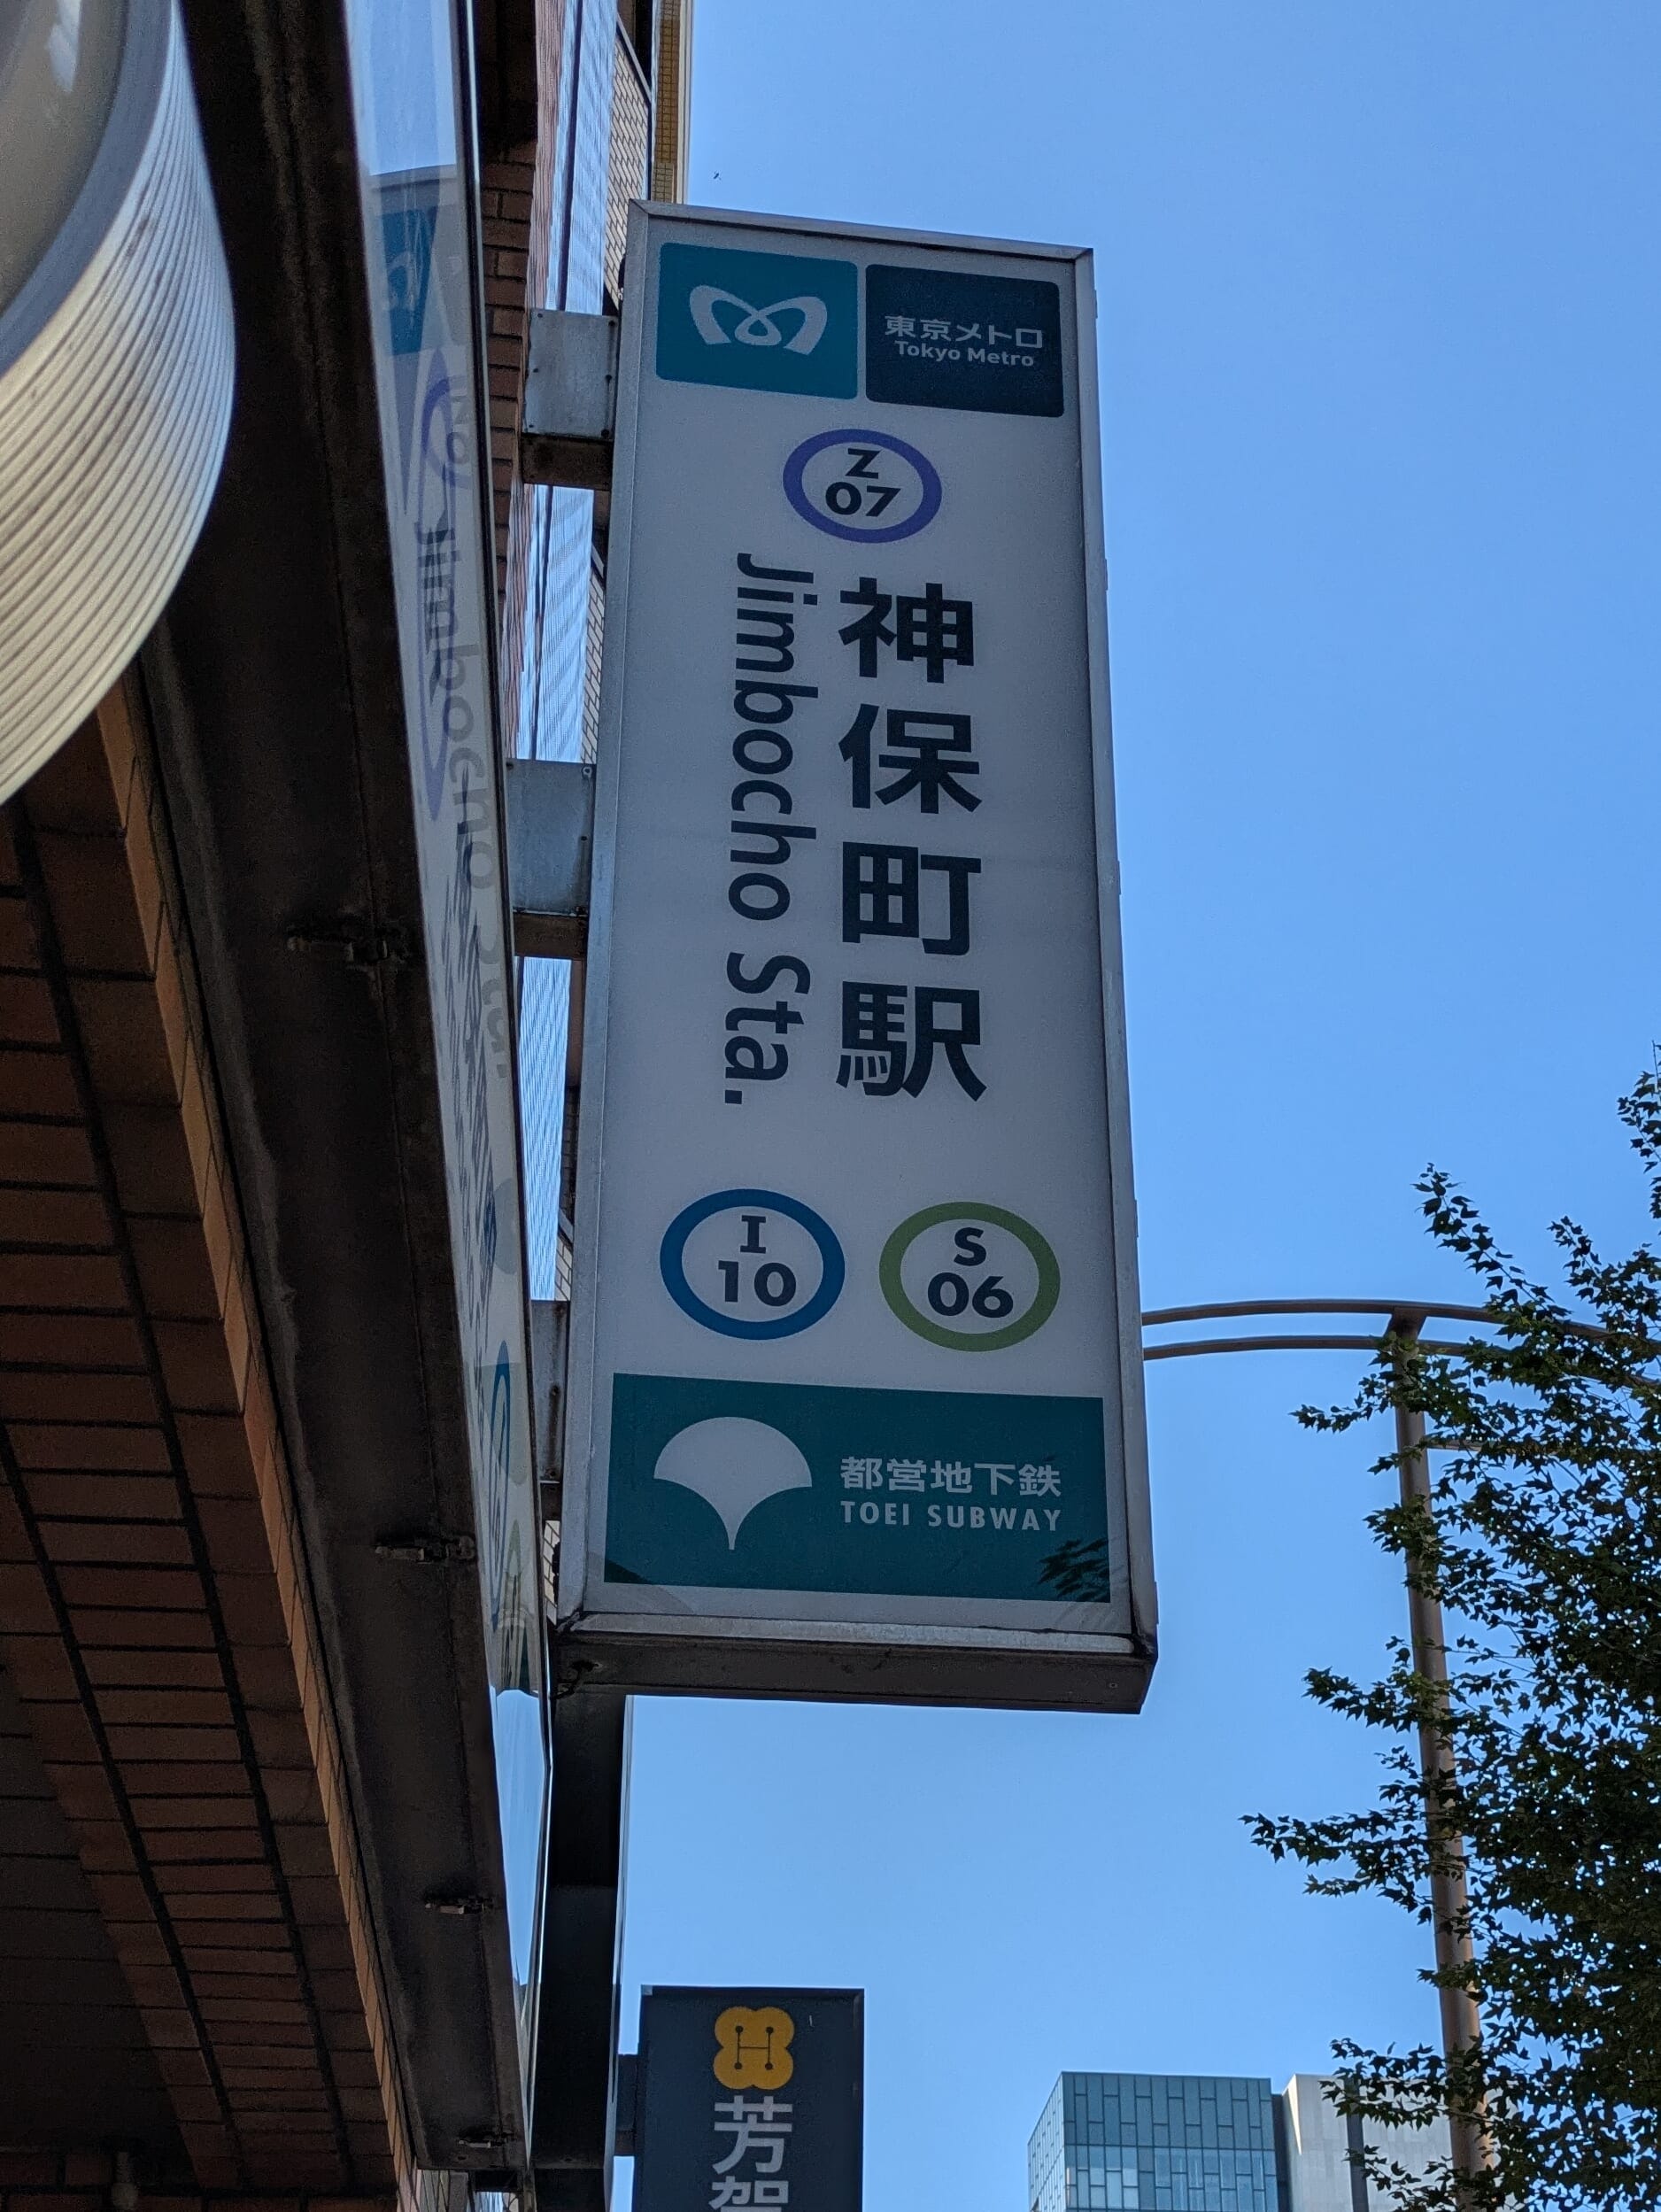 東京メトロ
Tokyo Metro
Z
07
神保町駅
Jimbocho Sta.
I
10
S
06
都営地下鉄
TOEI SUBWAY
H
芳賀